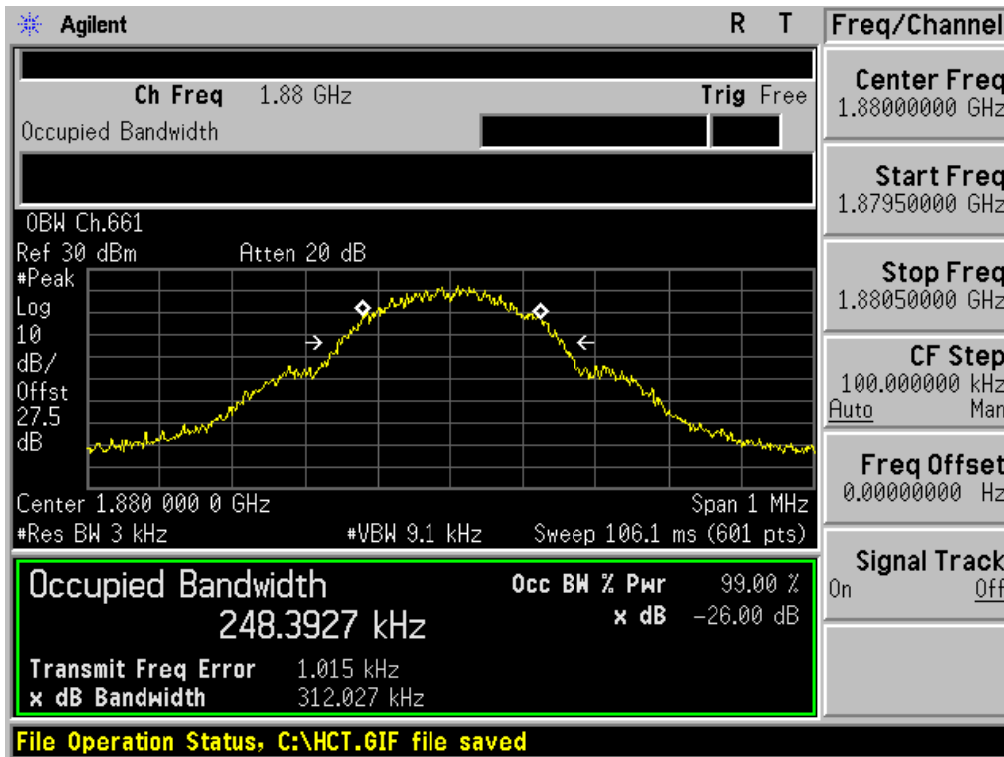 Agilent R T
Ch Freq 1.88 GHz Trig Free
Occupied Bandwidth
OBW Ch.661
Ref 30 dBm Atten 20 dB
#Peak
Log
10
dB/
Offst
27.5
dB
Center 1.880 000 0 GHz Span 1 MHz
#Res BW 3 kHz #VBW 9.1 kHz Sweep 106.1 ms (601 pts)
Occupied Bandwidth Occ BW % Pwr 99.00 %
248.3927 kHz x dB -26.00 dB
Transmit Freq Error 1.015 kHz
x dB Bandwidth 312.027 kHz
File Operation Status, C:\HCT.GIF file saved
Freq/Channel
Center Freq
1.88000000 GHz
Start Freq
1.87950000 GHz
Stop Freq
1.88050000 GHz
CF Step
100.000000 kHz
Auto Man
Freq Offset
0.00000000 Hz
Signal Track
On Off